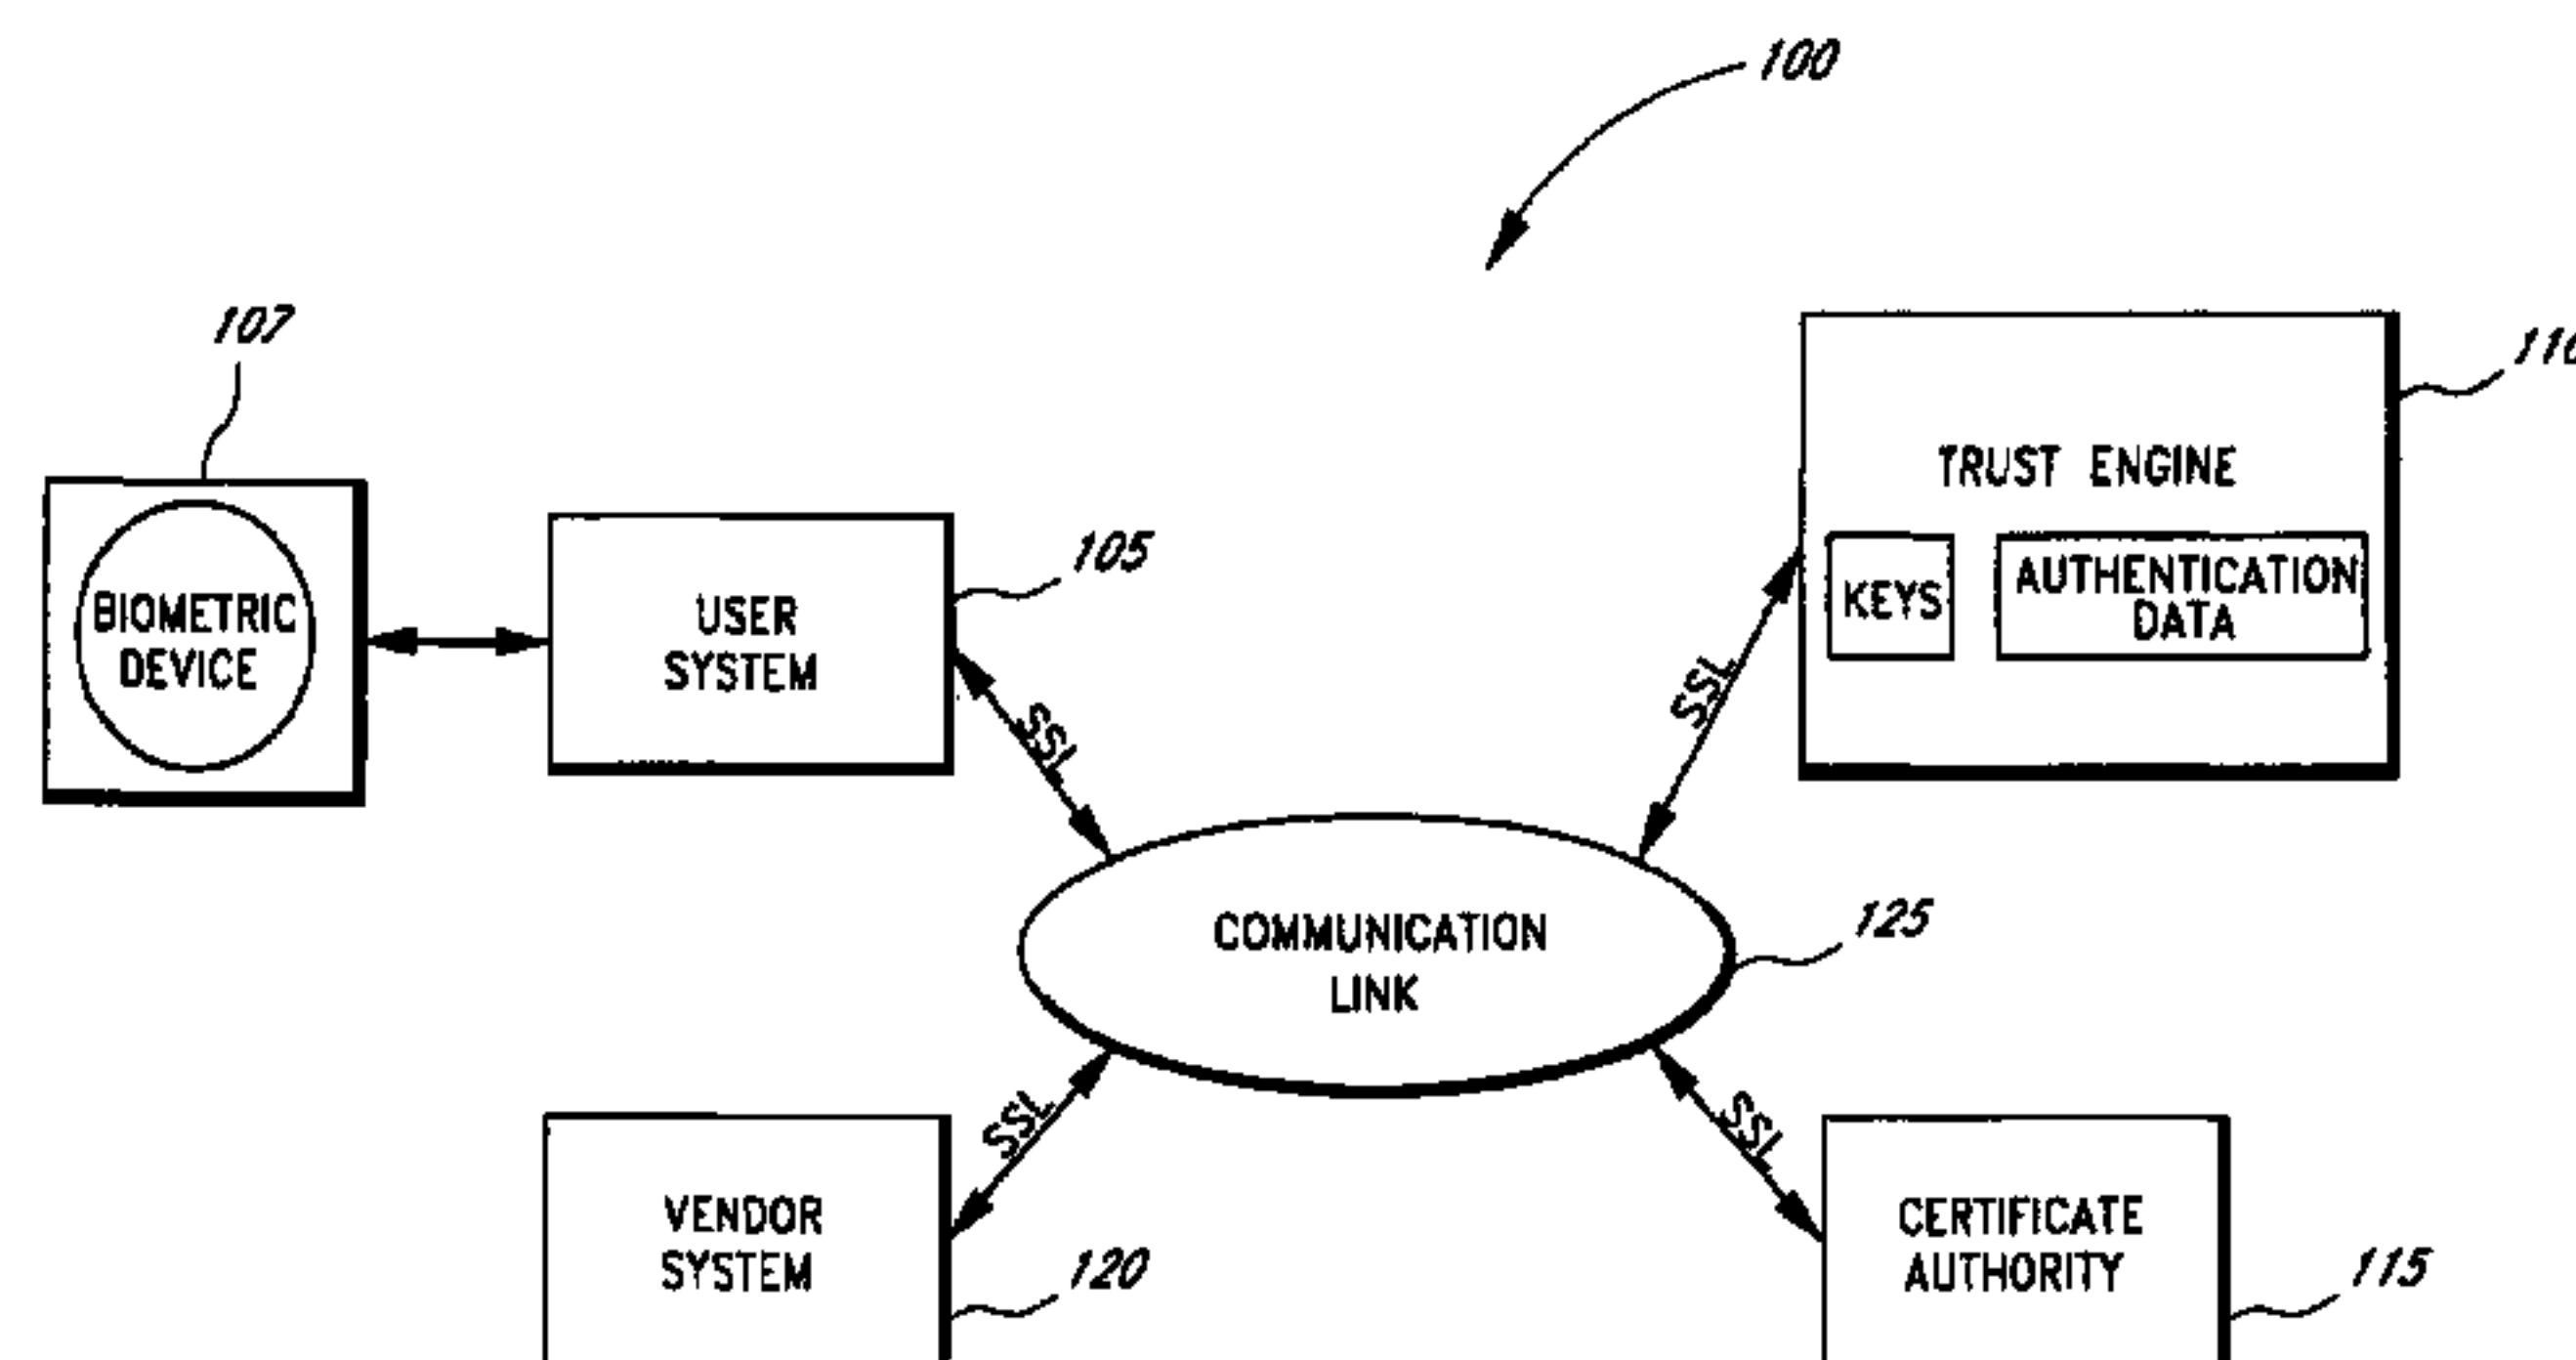 100
107
TRUST ENGINE
105
KEYS
AUTHENTICATION
DATA
BIOMETRIC
DEVICE
USER
SYSTEM
SSL
SSL
125
COMMUNICATION
LINK
SSL
SSL
VENDOR
SYSTEM
120
CERTIFICATE
AUTHORITY
115